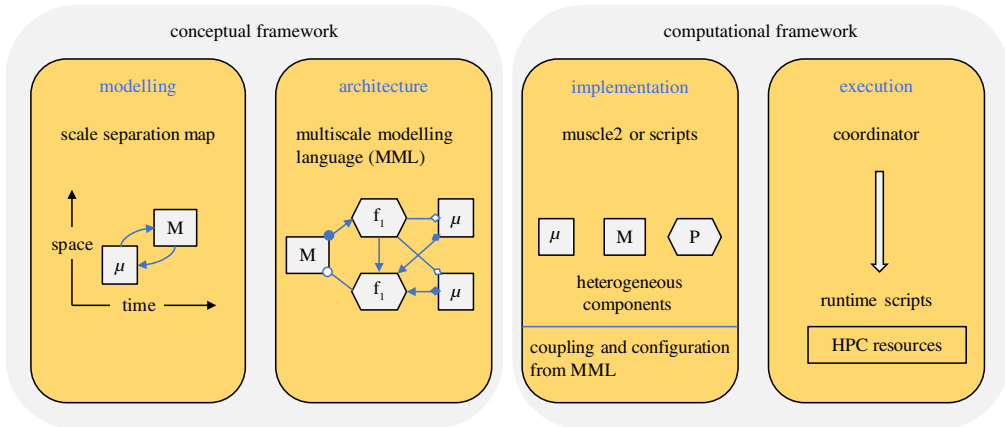 conceptual framework
modelling
scale separation map
space
M
μ
time
architecture
multiscale modelling
language (MML)
f1
μ
M
f1
μ
computational framework
implementation
muscle2 or scripts
μ
M
P
heterogeneous
components
coupling and configuration
from MML
execution
coordinator
runtime scripts
HPC resources